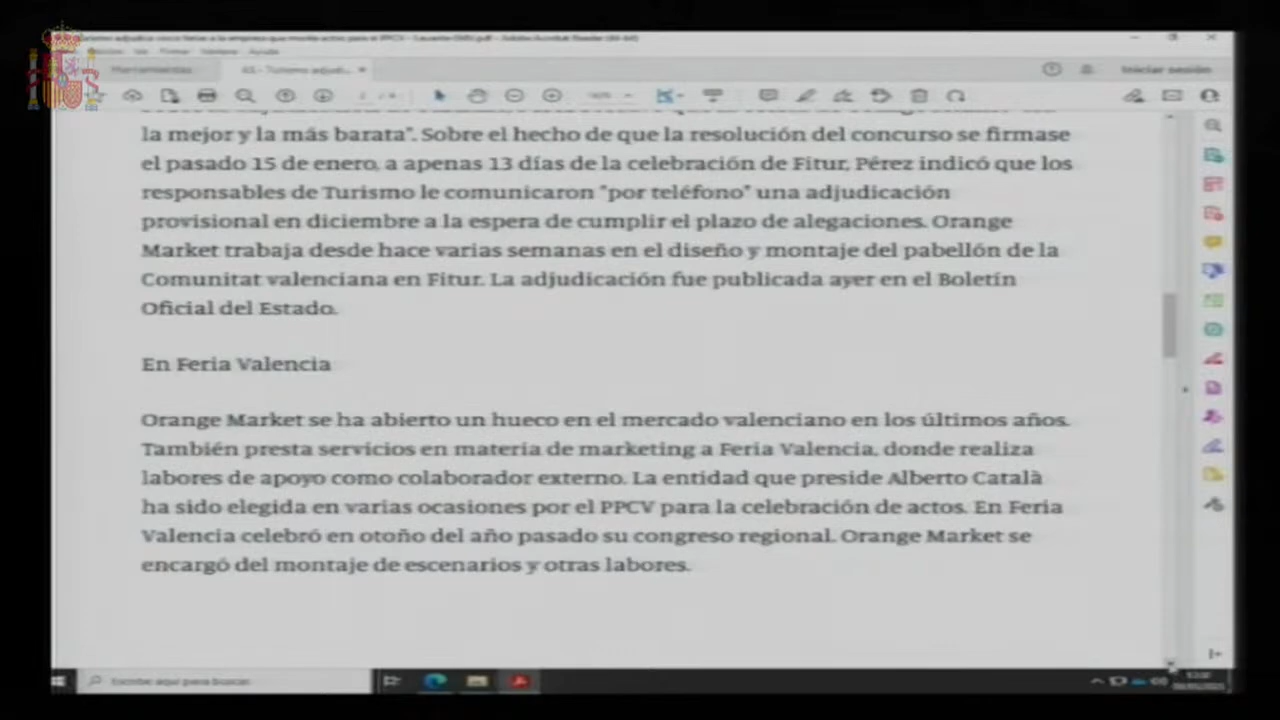 Herramientas
Iniciar sesión
la mejor y la más barata". Sobre el hecho de que la resolución del concurso se firmase
el pasado 15 de enero, a apenas 13 días de la celebración de Fitur, Pérez indicó que los
responsables de Turismo le comunicaron "por teléfono" una adjudicación
provisional en diciembre a la espera de cumplir el plazo de alegaciones. Orange
Market trabaja desde hace varias semanas en el diseño y montaje del pabellón de la
Comunitat valenciana en Fitur. La adjudicación fue publicada ayer en el Boletín
Oficial del Estado.
En Feria Valencia
Orange Market se ha abierto un hueco en el mercado valenciano en los últimos años.
También presta servicios en materia de marketing a Feria Valencia, donde realiza
labores de apoyo como colaborador externo. La entidad que preside Alberto Català
ha sido elegida en varias ocasiones por el PPCV para la celebración de actos. En Feria
Valencia celebró en otoño del año pasado su congreso regional. Orange Market se
encargó del montaje de escenarios y otras labores.
Escribe aquí para buscar